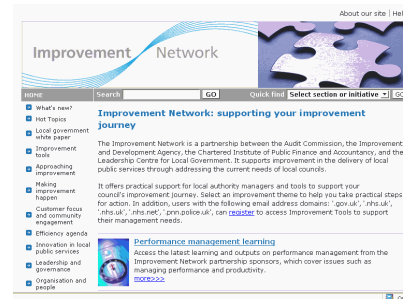 About our site | Hel
Improvement Network
HOME
Search
GO
Quick find
Select section or initiative
GO
What's new?
Hot Topics
Local government
white paper
Improvement
tools
Approaching
improvement
Making
improvement
happen
Customer focus
and community
engagement
Efficiency agenda
Innovation in local
public services
Leadership and
governance
Organisation and
people
Improvement Network: supporting your improvement
journey
The Improvement Network is a partnership between the Audit Commission, the Improvement
and Development Agency, the Chartered Institute of Public Finance and Accountancy, and the
Leadership Centre for Local Government. It supports improvement in the delivery of local
public services through addressing the current needs of local councils.
It offers practical support for local authority managers and tools to support your
council's improvement journey. Select an improvement theme to help you take practical steps
for action. In addition, users with the following email address domains: '.gov.uk', '.nhs.uk',
'.nhs.uk', '.nhs.net', '.pnn.police.uk', can register to access Improvement Tools to support
their management needs.
Performance management learning
Access the latest learning and outputs on performance management from the
Improvement Network partnership sponsors, which cover issues such as
managing performance and productivity.
more>>>